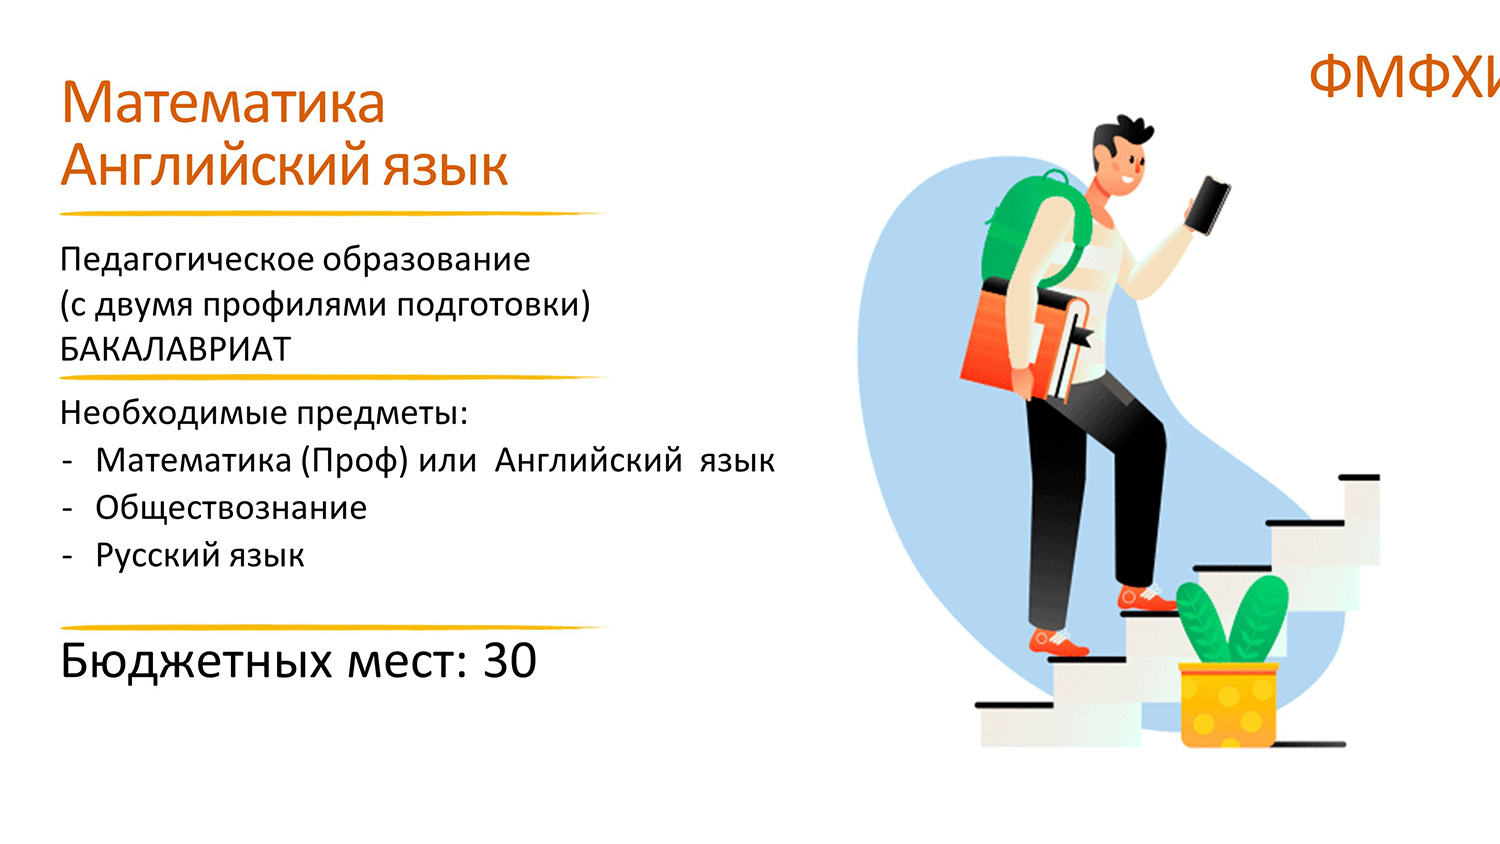 ФМФХИ
Математика
Английский язык
Педагогическое образование
(с двумя профилями подготовки)
БАКАЛАВРИАТ
Необходимые предметы:
- Математика (Проф) или Английский язык
- Обществознание
- Русский язык
Бюджетных мест: 30